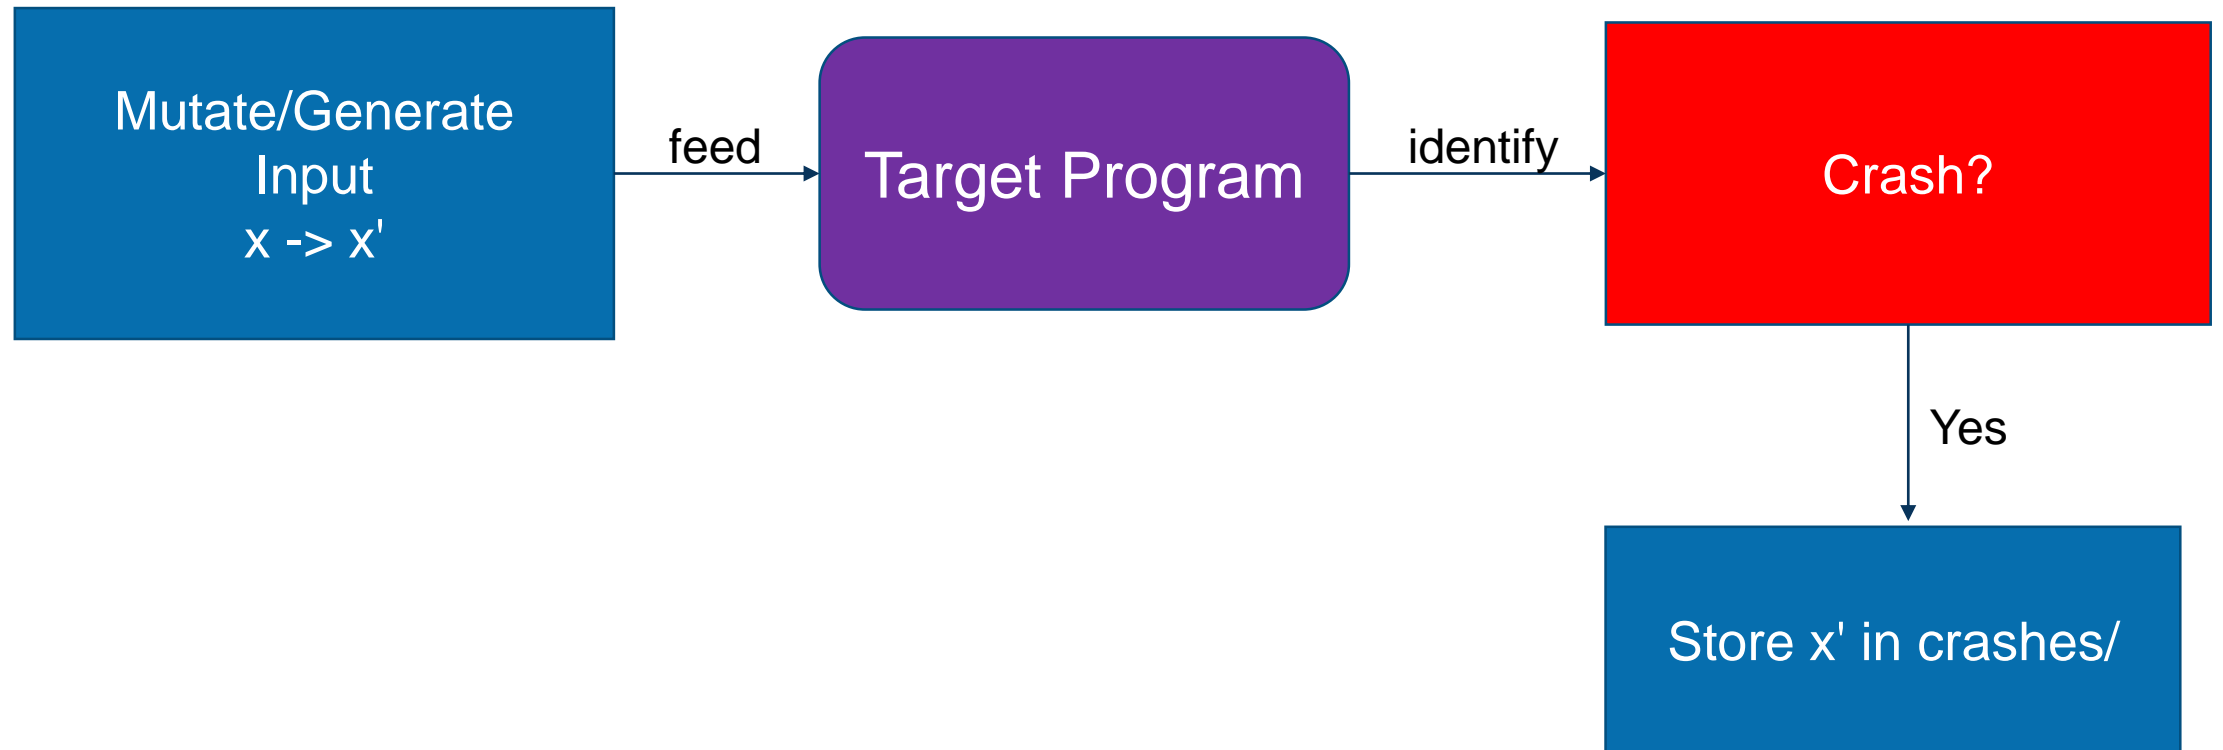 Mutate/Generate
Input
x -> x'
feed
Target Program
identify
Crash?
Yes
Store x' in crashes/